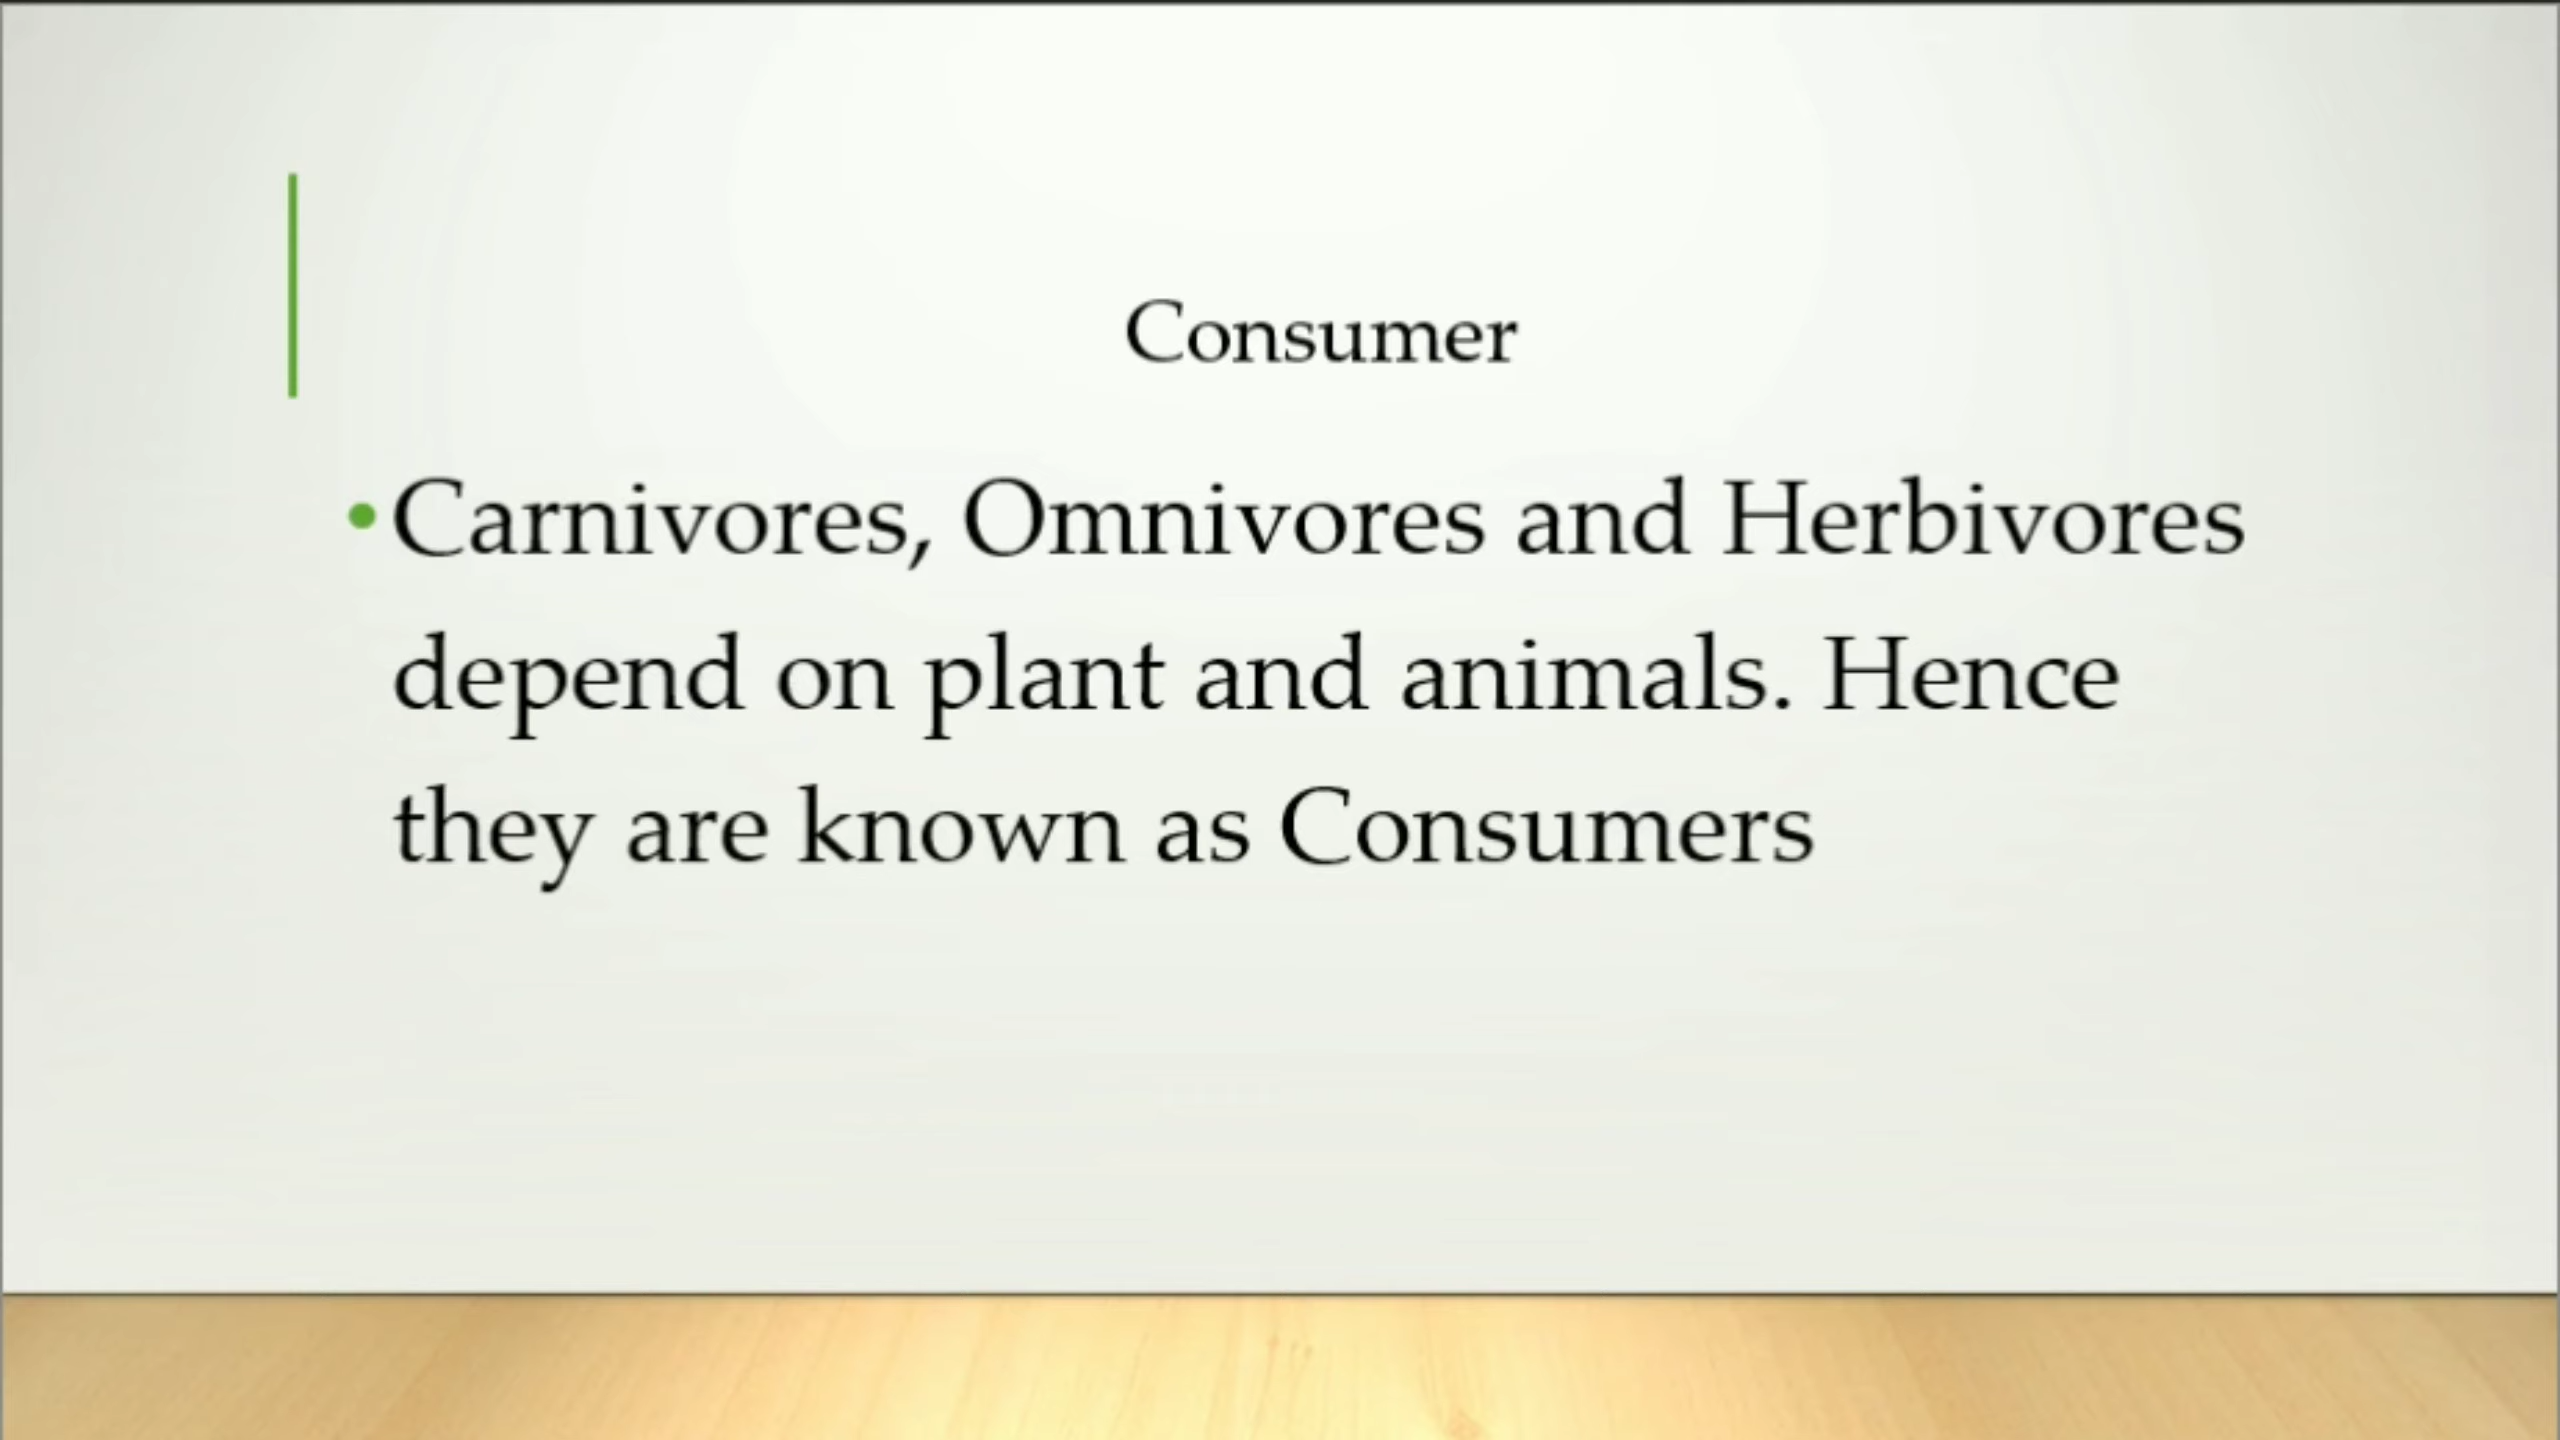 Consumer
• Carnivores, Omnivores and Herbivores
depend on plant and animals. Hence
they are known as Consumers